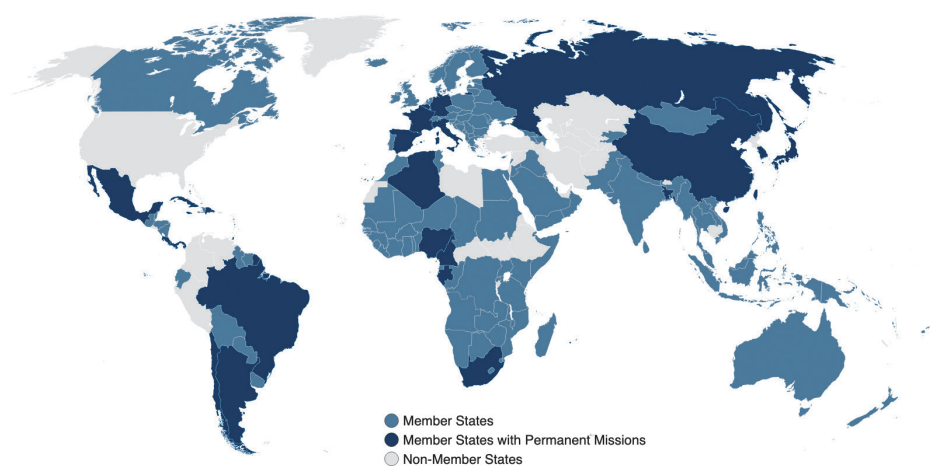 Member States
Member States with Permanent Missions
Non-Member States